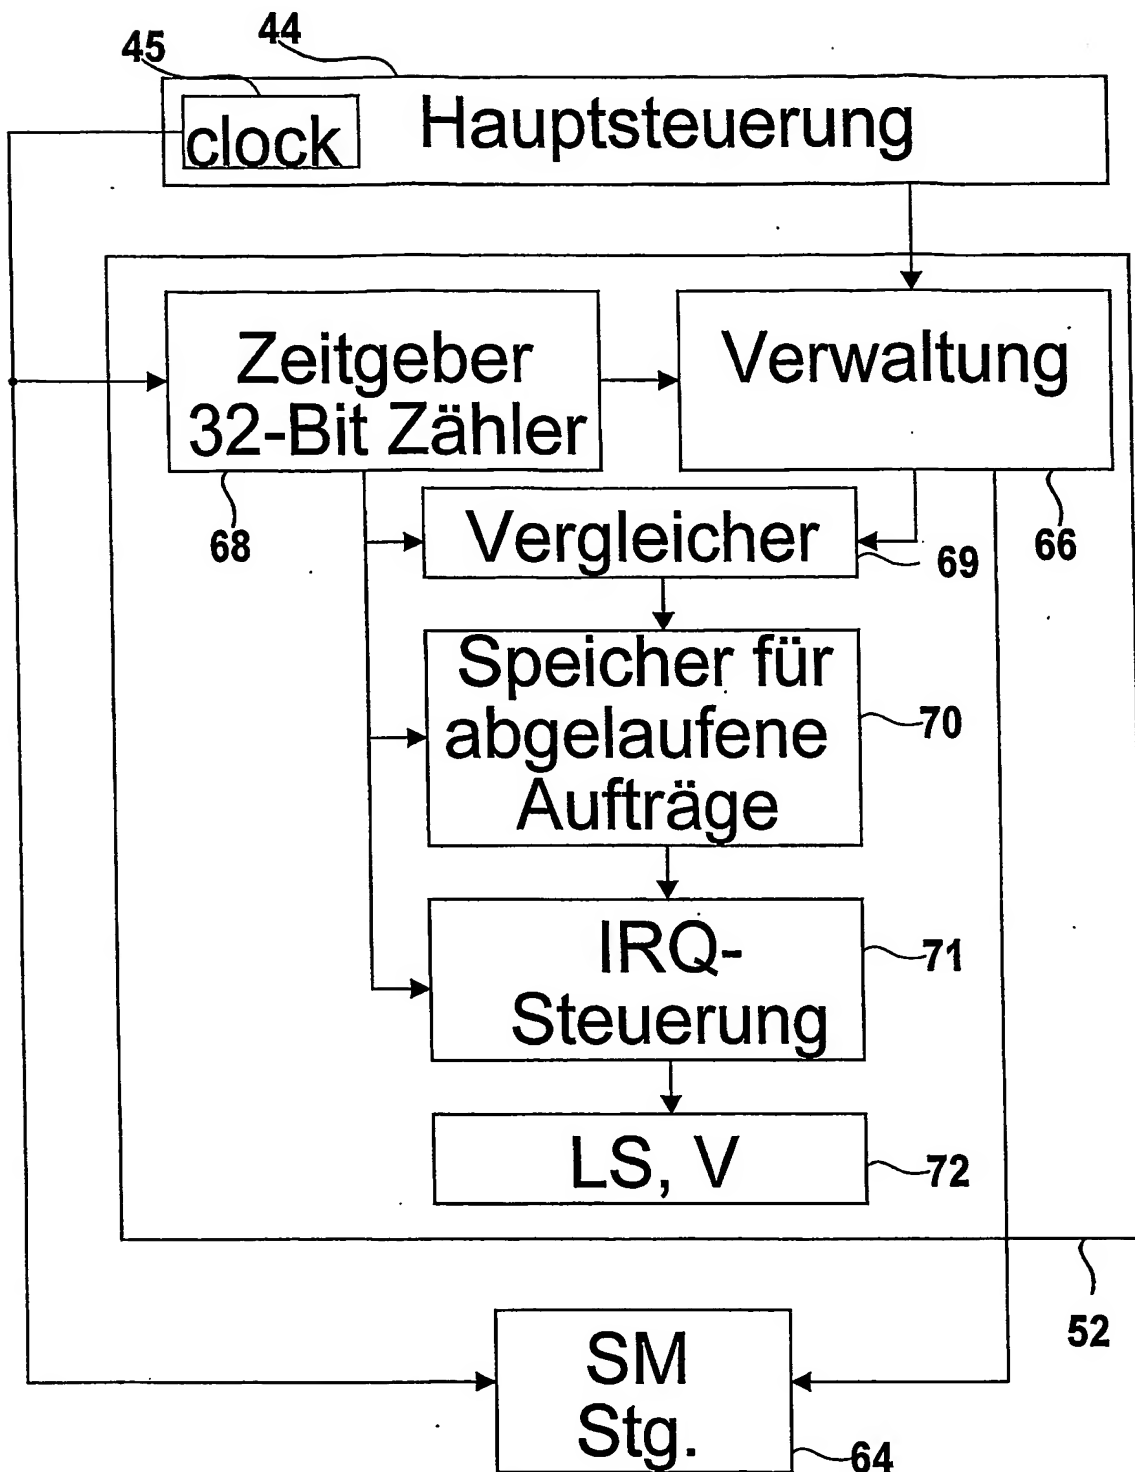 45
44
clock
Hauptsteuerung
Zeitgeber
32-Bit Zähler
Verwaltung
68
66
Vergleicher
69
Speicher für
abgelaufene
Aufträge
70
IRQ-
Steuerung
71
LS, V
72
52
SM
Stg.
64